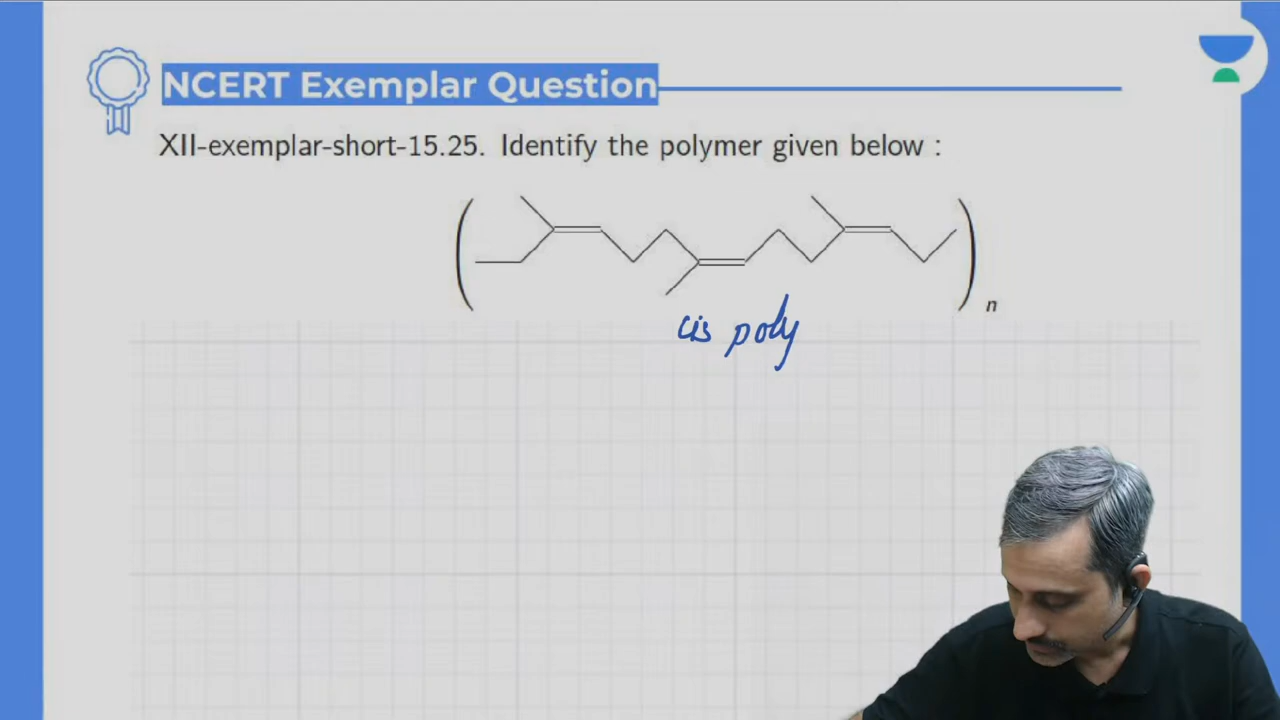 NCERT Exemplar Question
XII-exemplar-short-15.25. Identify the polymer given below :
n
cis poly